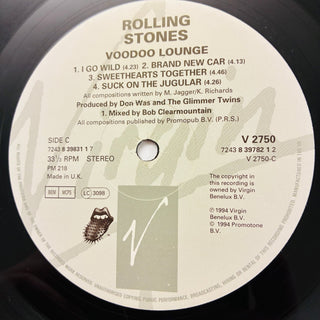 ROLLING
STONES
VOODOO LOUNGE
1. I GO WILD (4.23) 2. BRAND NEW CAR (4.13)
3. SWEETHEARTS TOGETHER (4.46)
4. SUCK ON THE JUGULAR (4.26)
All compositions written by M. Jagger/K. Richards
Produced by Don Was and The Glimmer Twins
1. Mixed by Bob Clearmountain
All compositions published by Promopub B.V. (P.R.S.)
SIDE C
7243 8 39831 1 7
33⅓ RPM STEREO
PM 218
Made in U.K.
BIEM MCPS LC 3098
V 2750
7243 8 39782 1 2
V 2750-C
The copyright in
this recording is
owned by Virgin
Benelux B.V.
℗ 1994 Virgin
Benelux B.V.
© 1994 Promotone
B.V.
Virgin